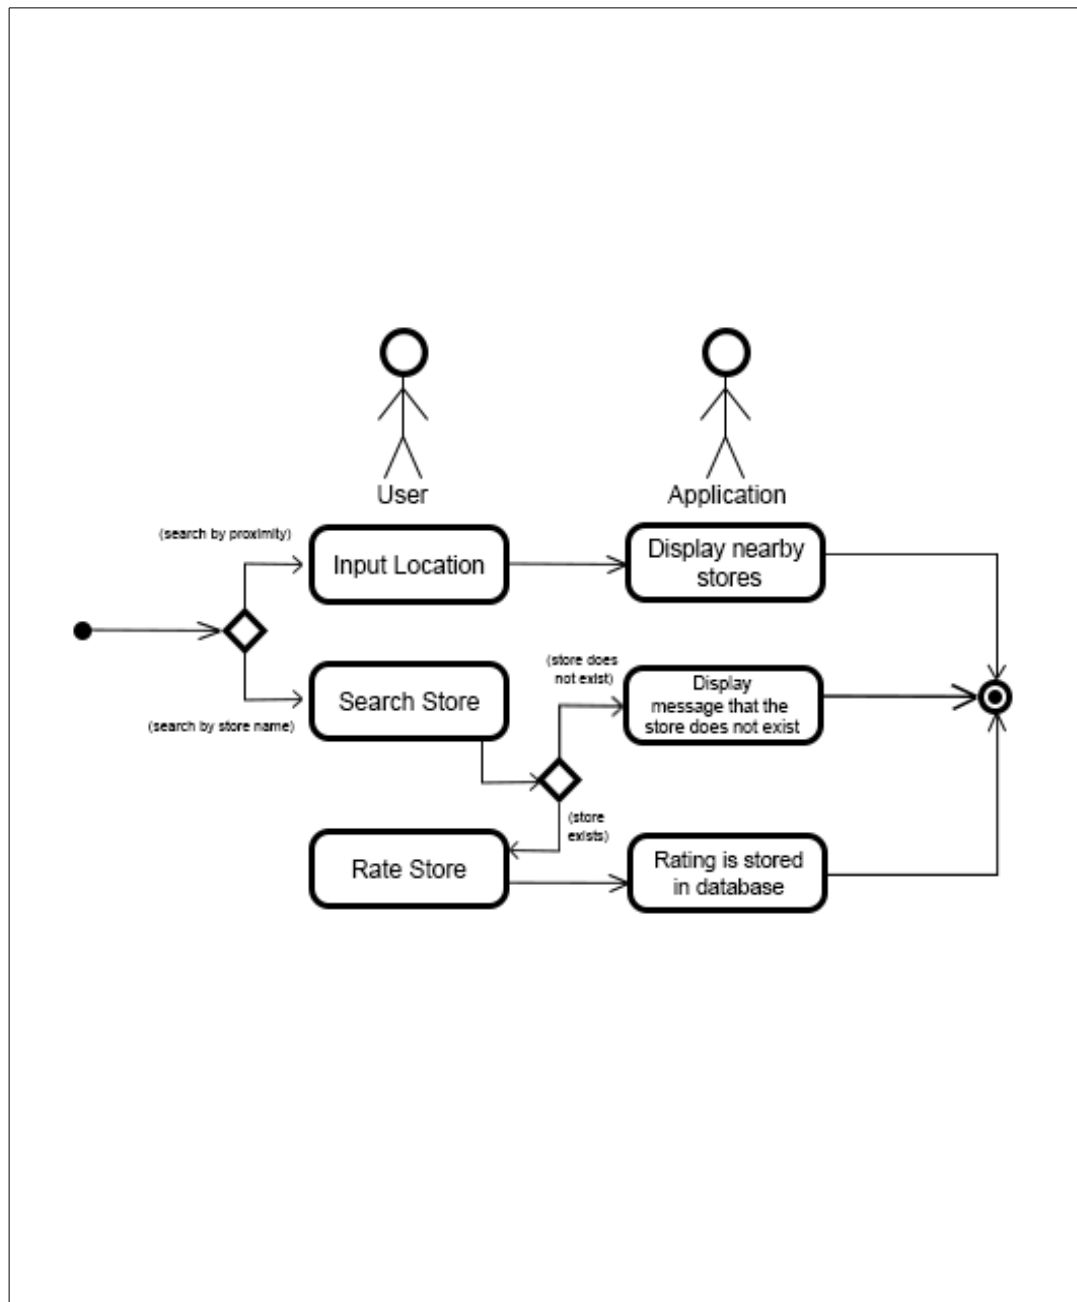 User
Application
(search by proximity)
Input Location
Display nearby
stores
(search by store name)
Search Store
(store does
not exist)
Display
message that the
store does not exist
(store
exists)
Rate Store
Rating is stored
in database